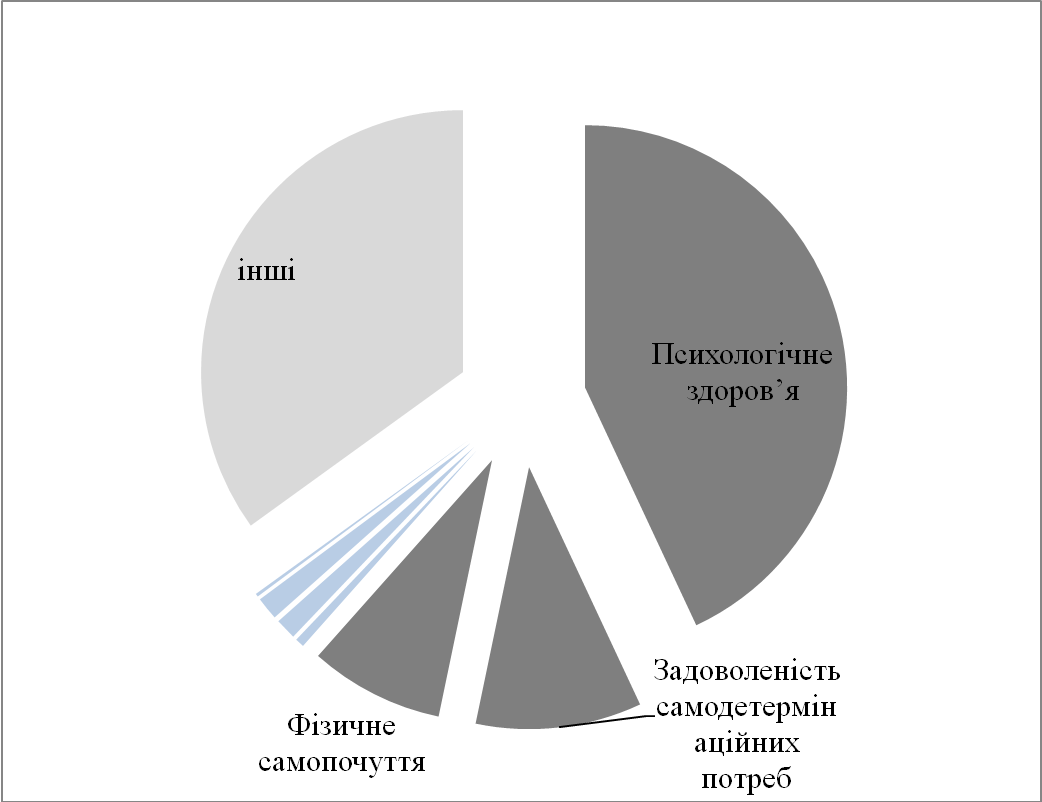 інші
Психологічне
здоров’я
Задоволеність
самодетермін
аційних
потреб
Фізичне
самопочуття